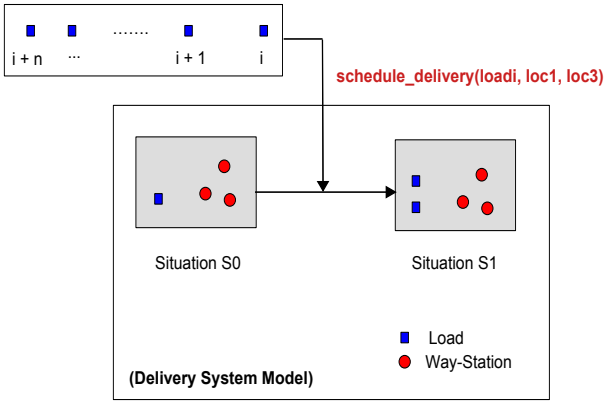 .......
i + n ... i + 1 i
schedule_delivery(loadi, loc1, loc3)
Situation S0 Situation S1
Load
Way-Station
(Delivery System Model)